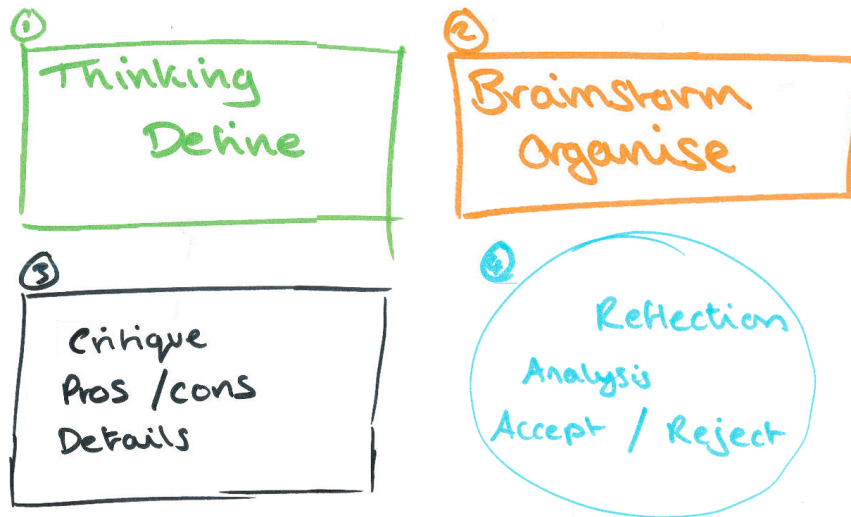 1
Thinking
Define
2
Brainstorm
Organise
3
Critique
Pros / cons
Details
4
Reflection
Analysis
Accept / Reject